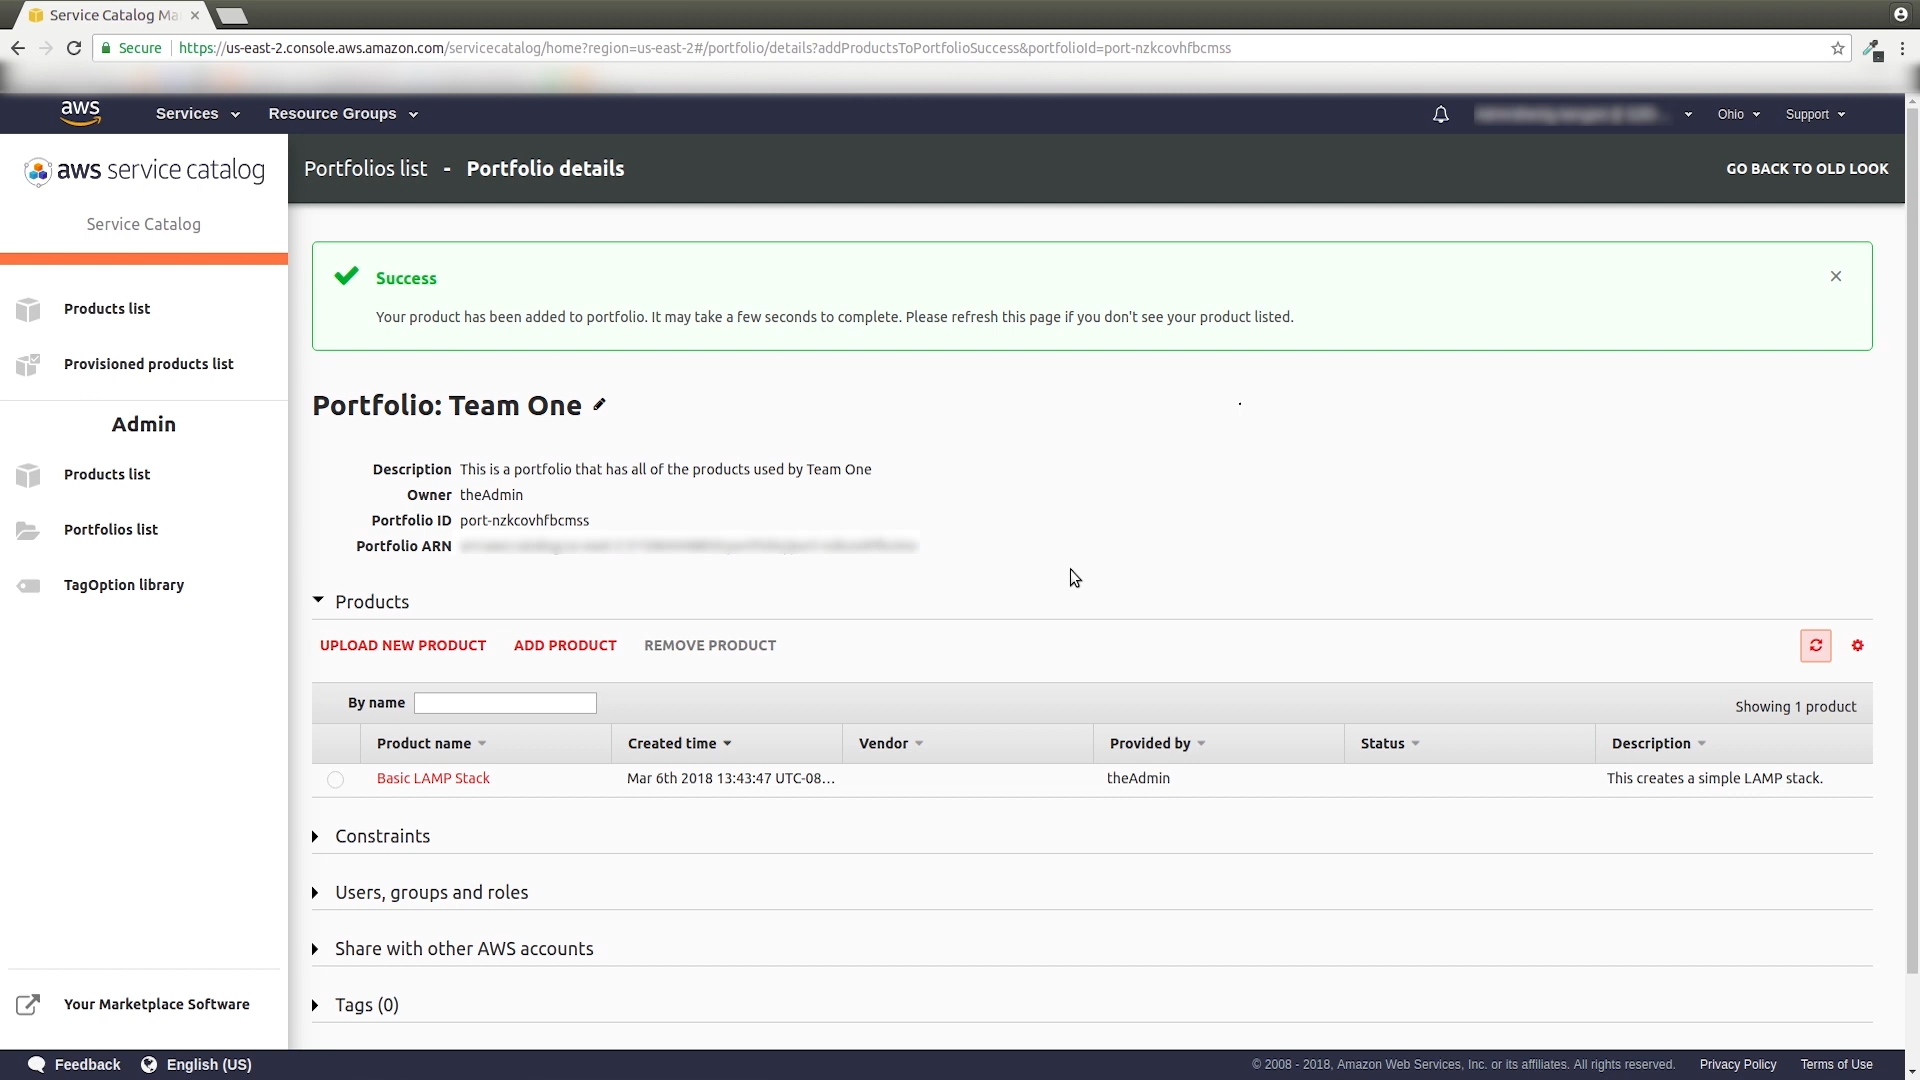 Service Catalog Ma
Secure https://us-east-2.console.aws.amazon.com/servicecatalog/home?region=us-east-2#/portfolio/details?addProductsToPortfolioSuccess&portfolioId=port-nzkcovhfbcmss
aws Services Resource Groups Ohio Support
aws service catalog
Service Catalog
Products list
Provisioned products list
Admin
Products list
Portfolios list
TagOption library
Your Marketplace Software
Portfolios list - Portfolio details GO BACK TO OLD LOOK
Success
Your product has been added to portfolio. It may take a few seconds to complete. Please refresh this page if you don't see your product listed.
Portfolio: Team One
Description This is a portfolio that has all of the products used by Team One
Owner theAdmin
Portfolio ID port-nzkcovhfbcmss
Portfolio ARN
Products
UPLOAD NEW PRODUCT ADD PRODUCT REMOVE PRODUCT
By name Showing 1 product
Product name Created time Vendor Provided by Status Description
Basic LAMP Stack Mar 6th 2018 13:43:47 UTC-08... theAdmin This creates a simple LAMP stack.
Constraints
Users, groups and roles
Share with other AWS accounts
Tags (0)
Feedback English (US) © 2008 - 2018, Amazon Web Services, Inc. or its affiliates. All rights reserved. Privacy Policy Terms of Use